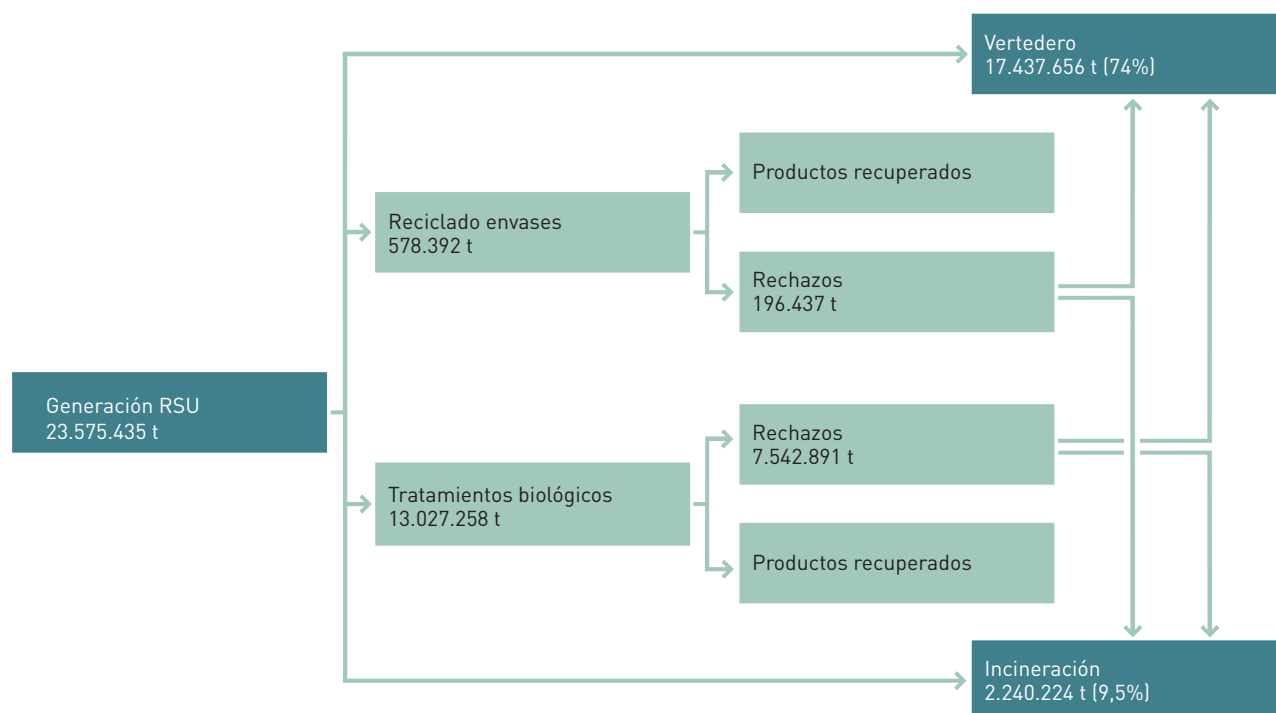 Vertedero
17.437.656 t (74%)
Productos recuperados
Reciclado envases
578.392 t
Rechazos
196.437 t
Generación RSU
23.575.435 t
Rechazos
7.542.891 t
Tratamientos biológicos
13.027.258 t
Productos recuperados
Incineración
2.240.224 t (9,5%)